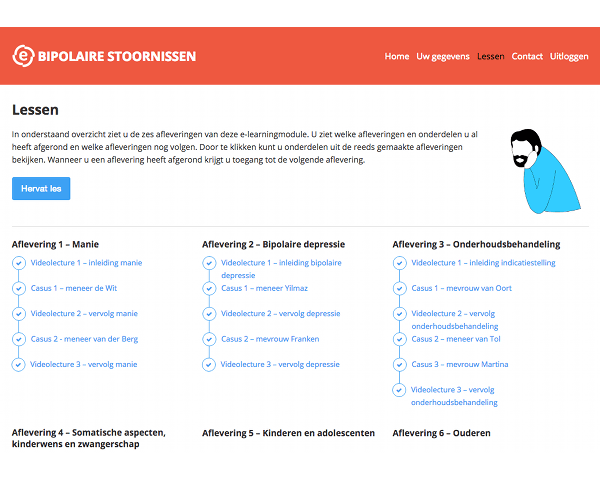 e BIPOLAIRE STOORNISSEN
Home Uw gegevens Lessen Contact Uitloggen
Lessen
In onderstaand overzicht ziet u de zes afleveringen van deze e-learningmodule. U ziet welke afleveringen en onderdelen u al
heeft afgerond en welke afleveringen nog volgen. Door te klikken kunt u onderdelen uit de reeds gemaakte afleveringen
bekijken. Wanneer u een aflevering heeft afgerond krijgt u toegang tot de volgende aflevering.
Hervat les
Aflevering 1 – Manie
Videolecture 1 – inleiding manie
Casus 1 – meneer de Wit
Videolecture 2 – vervolg manie
Casus 2 - meneer van der Berg
Videolecture 3 – vervolg manie
Aflevering 2 – Bipolaire depressie
Videolecture 1 – inleiding bipolaire
depressie
Casus 1 – meneer Yilmaz
Videolecture 2 – vervolg depressie
Casus 2 – mevrouw Franken
Videolecture 3 – vervolg depressie
Aflevering 3 – Onderhoudsbehandeling
Videolecture 1 – inleiding indicatiestelling
Casus 1 – mevrouw van Oort
Videolecture 2 – vervolg
onderhoudsbehandeling
Casus 2 – meneer van Tol
Casus 3 – mevrouw Martina
Videolecture 3 – vervolg
onderhoudsbehandeling
Aflevering 4 – Somatische aspecten,
kinderwens en zwangerschap
Aflevering 5 – Kinderen en adolescenten
Aflevering 6 – Ouderen